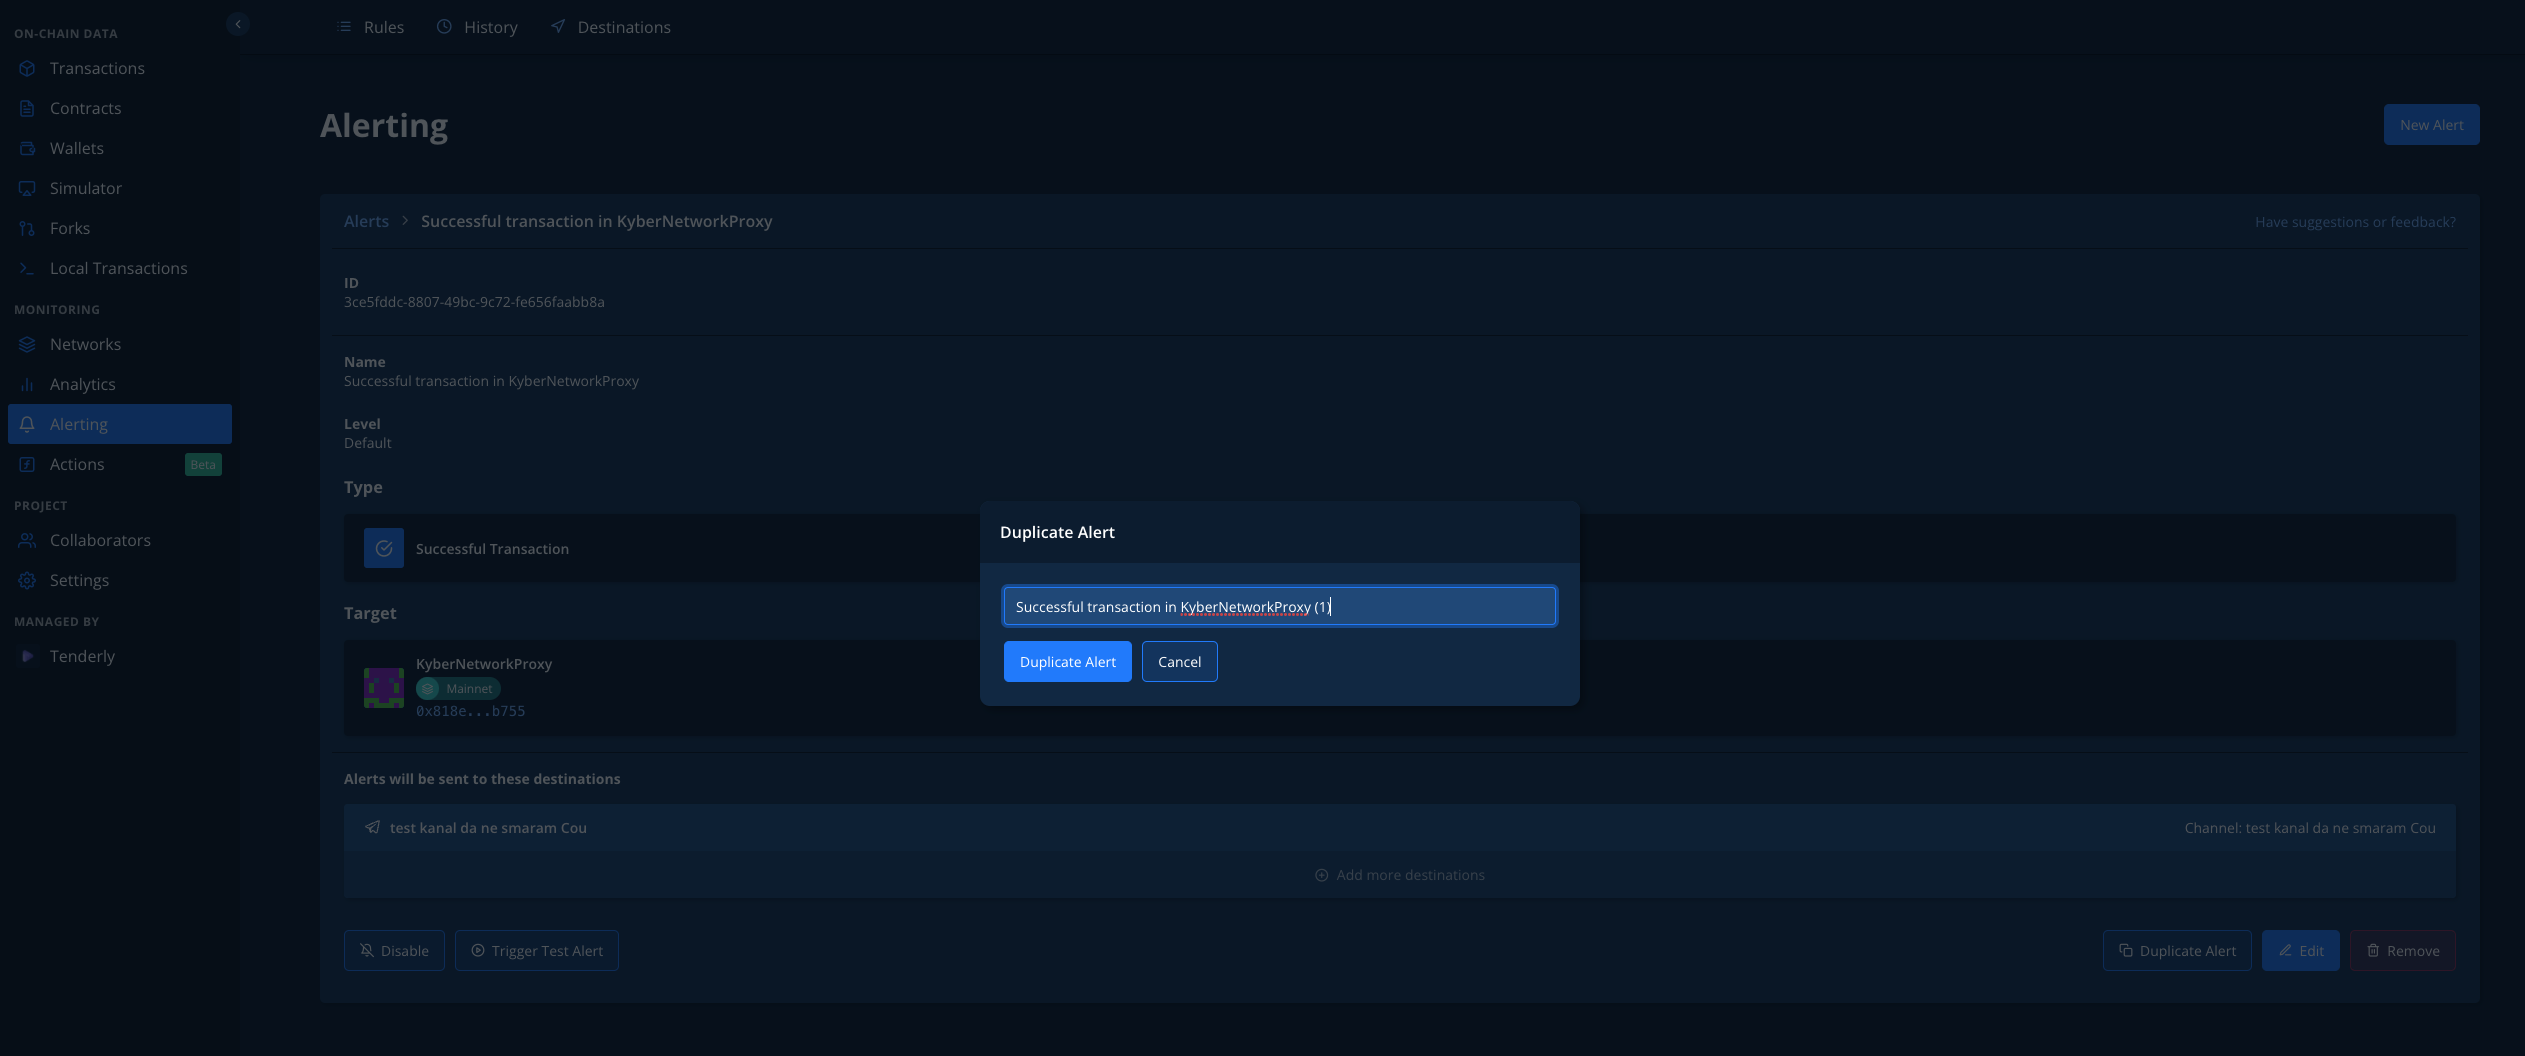 ON-CHAIN DATA
Transactions
Contracts
Wallets
Simulator
Forks
Local Transactions
MONITORING
Networks
Analytics
Alerting
Actions Beta
PROJECT
Collaborators
Settings
MANAGED BY
Tenderly
Rules History Destinations
Alerting
New Alert
Alerts > Successful transaction in KyberNetworkProxy
Have suggestions or feedback?
ID
3ce5fddc-8807-49bc-9c72-fe656faabb8a
Name
Successful transaction in KyberNetworkProxy
Level
Default
Type
Successful Transaction
Target
KyberNetworkProxy
Mainnet
0x818e...b755
Duplicate Alert
Successful transaction in KyberNetworkProxy (1)
Duplicate Alert Cancel
Alerts will be sent to these destinations
test kanal da ne smaram Cou
Channel: test kanal da ne smaram Cou
Add more destinations
Disable Trigger Test Alert
Duplicate Alert Edit Remove